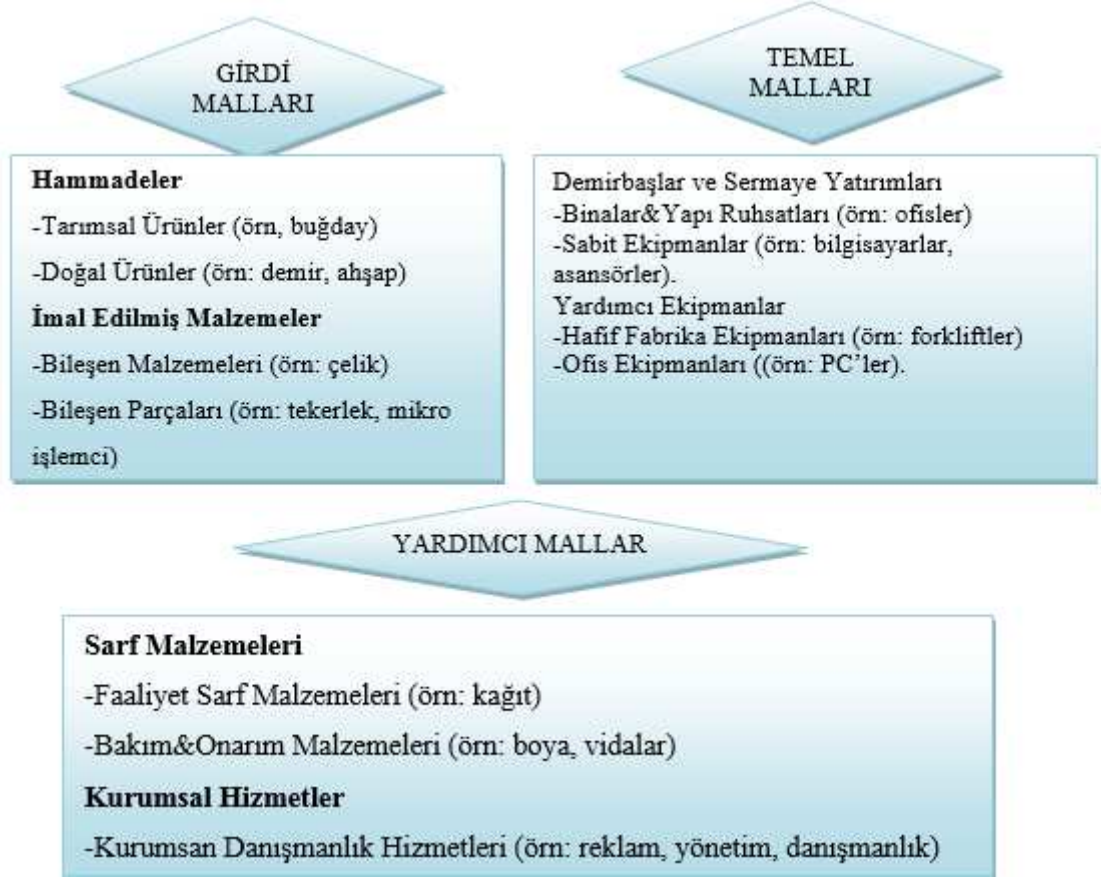 GİRDİ
MALLARI
Hammadeler
-Tarımsal Ürünler (örn, buğday)
-Doğal Ürünler (örn: demir, ahşap)
İmal Edilmiş Malzemeler
-Bileşen Malzemeleri (örn: çelik)
-Bileşen Parçaları (örn: tekerlek, mikro
işlemci)
TEMEL
MALLARI
Demirbaşlar ve Sermaye Yatırımları
-Binalar&Yapı Ruhsatları (örn: ofisler)
-Sabit Ekipmanlar (örn: bilgisayarlar,
asansörler).
Yardımcı Ekipmanlar
-Hafif Fabrika Ekipmanları (örn: forkliftler)
-Ofis Ekipmanları ((örn: PC’ler).
YARDIMCI MALLAR
Sarf Malzemeleri
-Faaliyet Sarf Malzemeleri (örn: kağıt)
-Bakım&Onarım Malzemeleri (örn: boya, vidalar)
Kurumsal Hizmetler
-Kurumsan Danışmanlık Hizmetleri (örn: reklam, yönetim, danışmanlık)